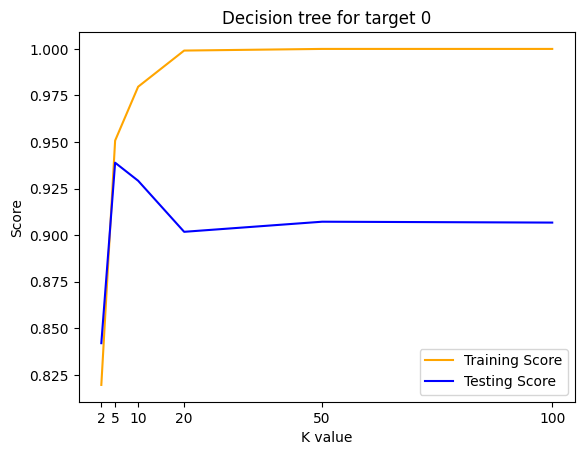 Decision tree for target 0
1.000
0.975
0.950
0.925
0.900
0.875
0.850
0.825
Score
2 5 10 20 50 100
K value
Training Score
Testing Score